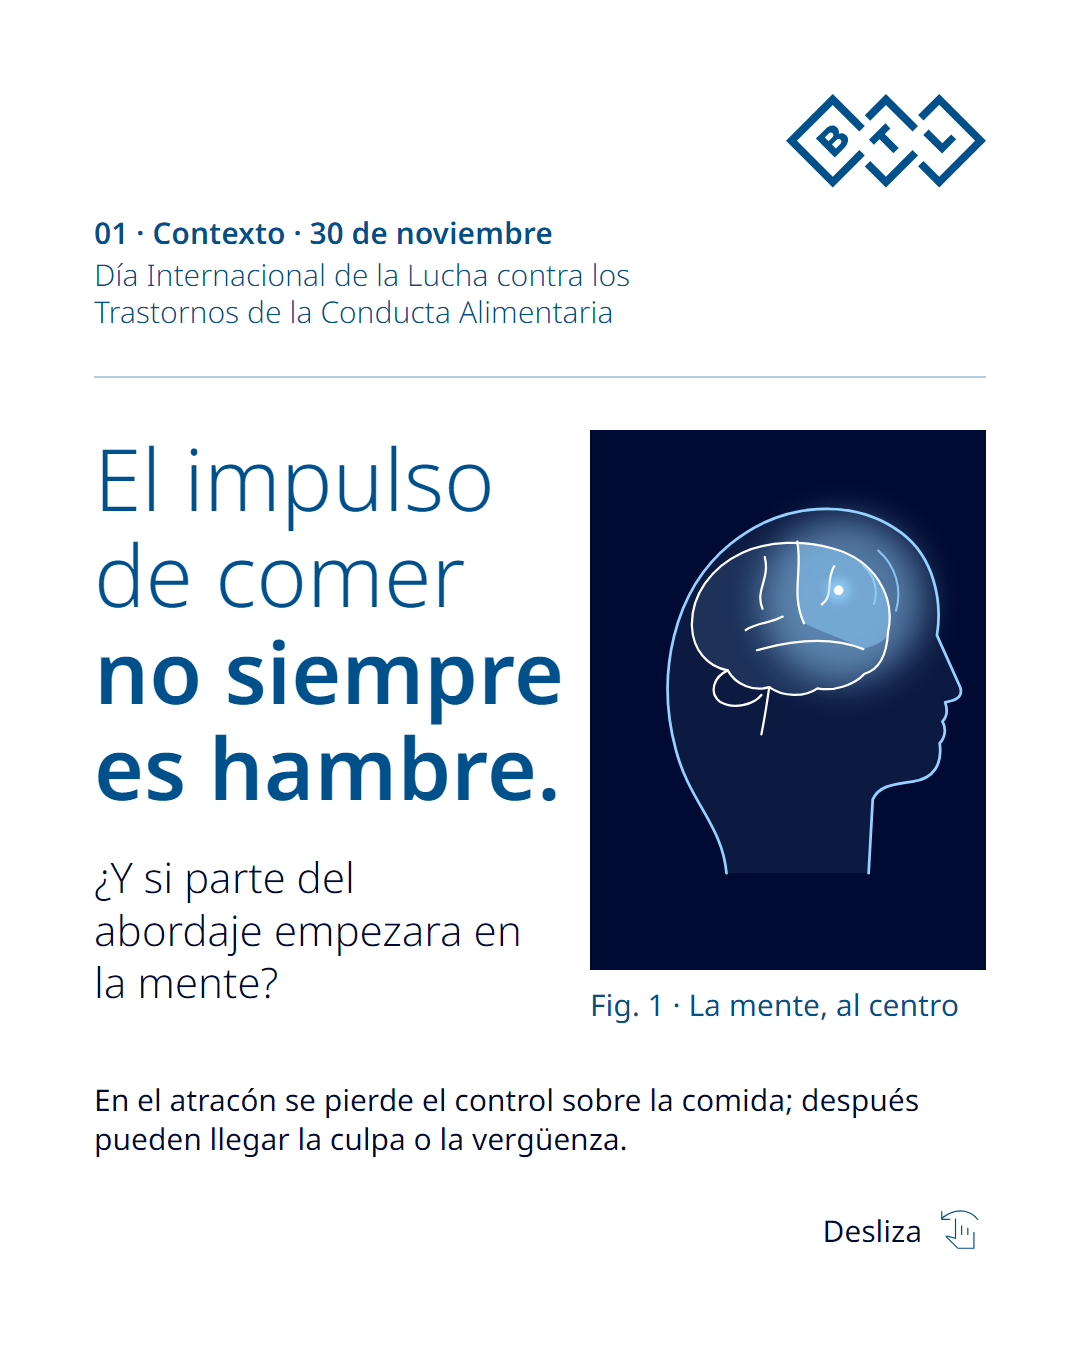 BTL
01 · Contexto · 30 de noviembre
Día Internacional de la Lucha contra los
Trastornos de la Conducta Alimentaria
El impulso
de comer
no siempre
es hambre.
¿Y si parte del
abordaje empezara en
la mente?
Fig. 1 · La mente, al centro
En el atracón se pierde el control sobre la comida; después
pueden llegar la culpa o la vergüenza.
Desliza